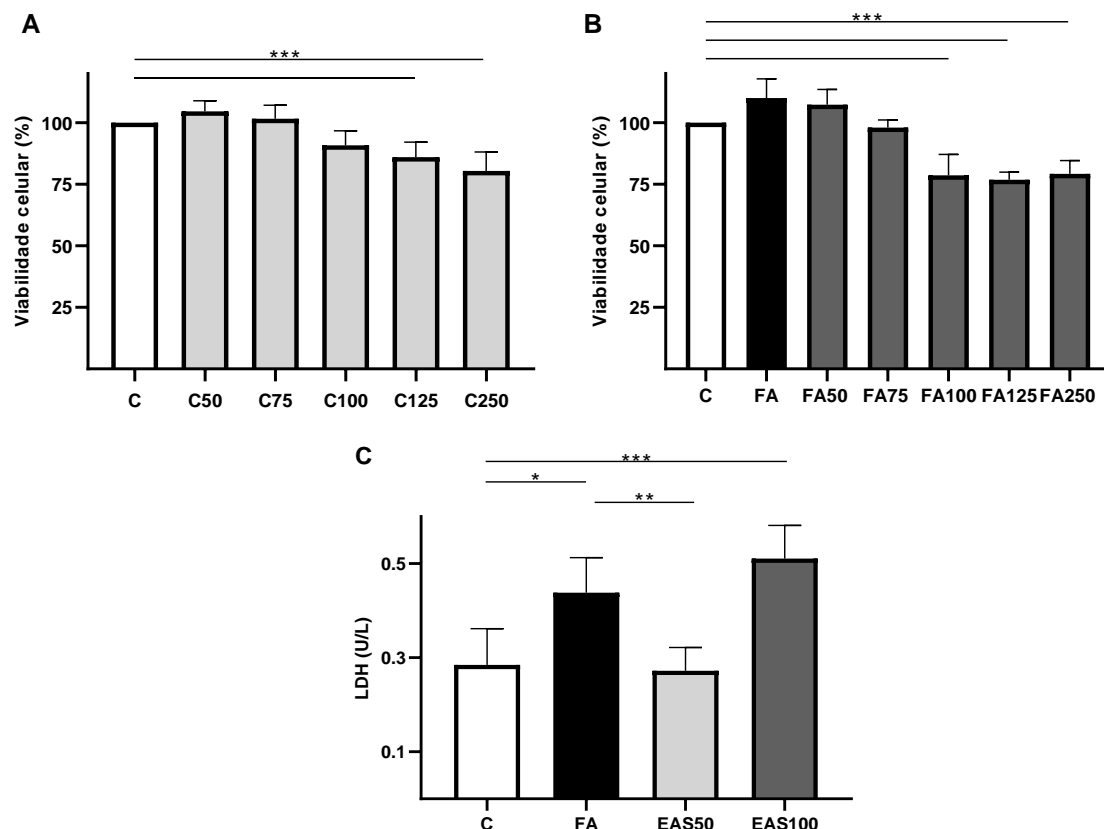 A
***
Viabilidade celular (%)
100
75
50
25
C C50 C75 C100 C125 C250
B
***
Viabilidade celular (%)
100
75
50
25
C FA FA50 FA75 FA100 FA125 FA250
C
***
*
**
LDH (U/L)
0.5
0.3
0.1
C FA EAS50 EAS100